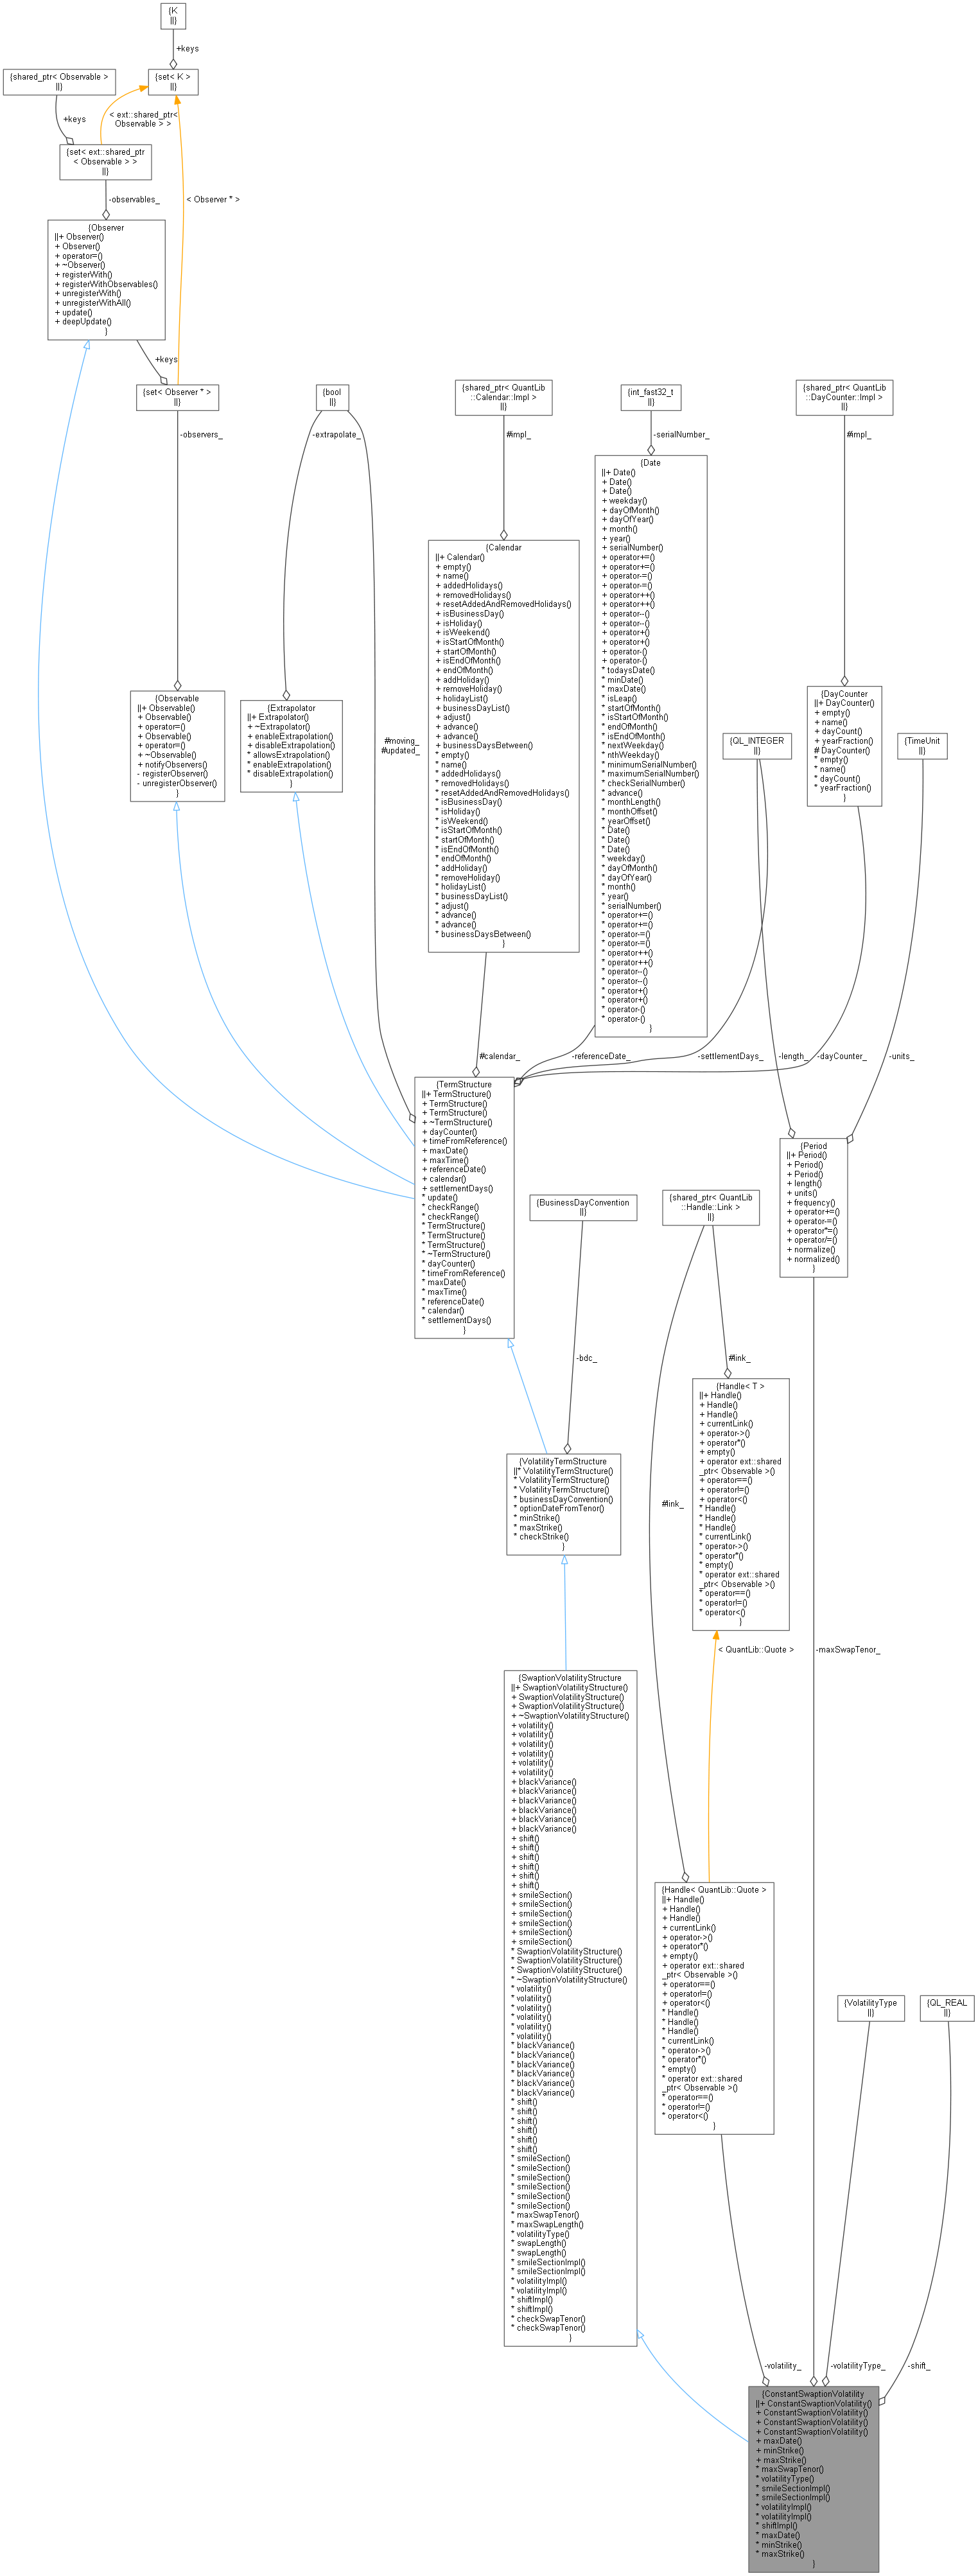 {K
||}
+keys
{shared_ptr< Observable >
||}
{set< K >
||}
+keys
< ext::shared_ptr<
Observable > >
{set< ext::shared_ptr
< Observable > >
||}
-observables_
< Observer * >
{Observer
||+ Observer()
+ Observer()
+ operator=()
+ ~Observer()
+ registerWith()
+ registerWithObservables()
+ unregisterWith()
+ unregisterWithAll()
+ update()
+ deepUpdate()
}
+keys
{set< Observer * >
||}
-observers_
{bool
||}
-extrapolate_
{shared_ptr< QuantLib
::Calendar::Impl >
||}
#impl_
{int_fast32_t
||}
-serialNumber_
{shared_ptr< QuantLib
::DayCounter::Impl >
||}
#impl_
{Date
||+ Date()
+ Date()
+ Date()
+ weekday()
+ dayOfMonth()
+ dayOfYear()
+ month()
+ year()
+ serialNumber()
+ operator+=()
+ operator+=()
+ operator-=()
+ operator-=()
+ operator++()
+ operator++()
+ operator--()
+ operator--()
+ operator+()
+ operator+()
+ operator-()
+ operator-()
* todaysDate()
* minDate()
* maxDate()
* isLeap()
* startOfMonth()
* isStartOfMonth()
* endOfMonth()
* isEndOfMonth()
* nextWeekday()
* nthWeekday()
* minimumSerialNumber()
* maximumSerialNumber()
* checkSerialNumber()
* advance()
* monthLength()
* monthOffset()
* yearOffset()
* Date()
* Date()
* Date()
* weekday()
* dayOfMonth()
* dayOfYear()
* month()
* year()
* serialNumber()
* operator+=()
* operator+=()
* operator-=()
* operator-=()
* operator++()
* operator++()
* operator--()
* operator--()
* operator+()
* operator+()
* operator-()
* operator-()
}
{Calendar
||+ Calendar()
+ empty()
+ name()
+ addedHolidays()
+ removedHolidays()
+ resetAddedAndRemovedHolidays()
+ isBusinessDay()
+ isHoliday()
+ isWeekend()
+ isStartOfMonth()
+ startOfMonth()
+ isEndOfMonth()
+ endOfMonth()
+ addHoliday()
+ removeHoliday()
+ holidayList()
+ businessDayList()
+ adjust()
+ advance()
+ advance()
+ businessDaysBetween()
* empty()
* name()
* addedHolidays()
* removedHolidays()
* resetAddedAndRemovedHolidays()
* isBusinessDay()
* isHoliday()
* isWeekend()
* isStartOfMonth()
* startOfMonth()
* isEndOfMonth()
* endOfMonth()
* addHoliday()
* removeHoliday()
* holidayList()
* businessDayList()
* adjust()
* advance()
* advance()
* businessDaysBetween()
}
{Observable
||+ Observable()
+ Observable()
+ operator=()
+ Observable()
+ operator=()
+ ~Observable()
+ notifyObservers()
- registerObserver()
- unregisterObserver()
}
{Extrapolator
||+ Extrapolator()
+ ~Extrapolator()
+ enableExtrapolation()
+ disableExtrapolation()
+ allowsExtrapolation()
* enableExtrapolation()
* disableExtrapolation()
}
#moving_
#updated_
{QL_INTEGER
||}
{DayCounter
||+ DayCounter()
+ empty()
+ name()
+ dayCount()
+ yearFraction()
# DayCounter()
* empty()
* name()
* dayCount()
* yearFraction()
}
{TimeUnit
||}
#calendar_
-referenceDate_
-settlementDays_
-length_
-dayCounter_
-units_
{TermStructure
||+ TermStructure()
+ TermStructure()
+ TermStructure()
+ ~TermStructure()
+ dayCounter()
+ timeFromReference()
+ maxDate()
+ maxTime()
+ referenceDate()
+ calendar()
+ settlementDays()
* update()
* checkRange()
* checkRange()
* TermStructure()
* TermStructure()
* TermStructure()
* ~TermStructure()
* dayCounter()
* timeFromReference()
* maxDate()
* maxTime()
* referenceDate()
* calendar()
* settlementDays()
}
{BusinessDayConvention
||}
-bdc_
{shared_ptr< QuantLib
::Handle::Link >
||}
#link_
{Period
||+ Period()
+ Period()
+ Period()
+ length()
+ units()
+ frequency()
+ operator+=()
+ operator-=()
+ operator*=()
+ operator/=()
+ normalize()
+ normalized()
}
{Handle< T >
||+ Handle()
+ Handle()
+ Handle()
+ currentLink()
+ operator->()
+ operator*()
+ empty()
+ operator ext::shared
_ptr< Observable >()
+ operator==()
+ operator!=()
+ operator<()
* Handle()
* Handle()
* Handle()
* currentLink()
* operator->()
* operator*()
* empty()
* operator ext::shared
_ptr< Observable >()
* operator==()
* operator!=()
* operator<()
}
{VolatilityTermStructure
||* VolatilityTermStructure()
* VolatilityTermStructure()
* VolatilityTermStructure()
* businessDayConvention()
* optionDateFromTenor()
* minStrike()
* maxStrike()
* checkStrike()
}
#link_
< QuantLib::Quote >
-maxSwapTenor_
{SwaptionVolatilityStructure
||+ SwaptionVolatilityStructure()
+ SwaptionVolatilityStructure()
+ SwaptionVolatilityStructure()
+ ~SwaptionVolatilityStructure()
+ volatility()
+ volatility()
+ volatility()
+ volatility()
+ volatility()
+ volatility()
+ blackVariance()
+ blackVariance()
+ blackVariance()
+ blackVariance()
+ blackVariance()
+ blackVariance()
+ shift()
+ shift()
+ shift()
+ shift()
+ shift()
+ shift()
+ smileSection()
+ smileSection()
+ smileSection()
+ smileSection()
+ smileSection()
+ smileSection()
* SwaptionVolatilityStructure()
* SwaptionVolatilityStructure()
* SwaptionVolatilityStructure()
* ~SwaptionVolatilityStructure()
* volatility()
* volatility()
* volatility()
* volatility()
* volatility()
* volatility()
* blackVariance()
* blackVariance()
* blackVariance()
* blackVariance()
* blackVariance()
* blackVariance()
* shift()
* shift()
* shift()
* shift()
* shift()
* shift()
* smileSection()
* smileSection()
* smileSection()
* smileSection()
* smileSection()
* smileSection()
* maxSwapTenor()
* maxSwapLength()
* volatilityType()
* swapLength()
* swapLength()
* smileSectionImpl()
* smileSectionImpl()
* volatilityImpl()
* volatilityImpl()
* shiftImpl()
* shiftImpl()
* checkSwapTenor()
* checkSwapTenor()
}
{Handle< QuantLib::Quote >
||+ Handle()
+ Handle()
+ Handle()
+ currentLink()
+ operator->()
+ operator*()
+ empty()
+ operator ext::shared
_ptr< Observable >()
+ operator==()
+ operator!=()
+ operator<()
* Handle()
* Handle()
* Handle()
* currentLink()
* operator->()
* operator*()
* empty()
* operator ext::shared
_ptr< Observable >()
* operator==()
* operator!=()
* operator<()
}
{VolatilityType
||}
{QL_REAL
||}
-volatility_
-volatilityType_
-shift_
{ConstantSwaptionVolatility
||+ ConstantSwaptionVolatility()
+ ConstantSwaptionVolatility()
+ ConstantSwaptionVolatility()
+ ConstantSwaptionVolatility()
+ maxDate()
+ minStrike()
+ maxStrike()
* maxSwapTenor()
* volatilityType()
* smileSectionImpl()
* smileSectionImpl()
* volatilityImpl()
* volatilityImpl()
* shiftImpl()
* maxDate()
* minStrike()
* maxStrike()
}